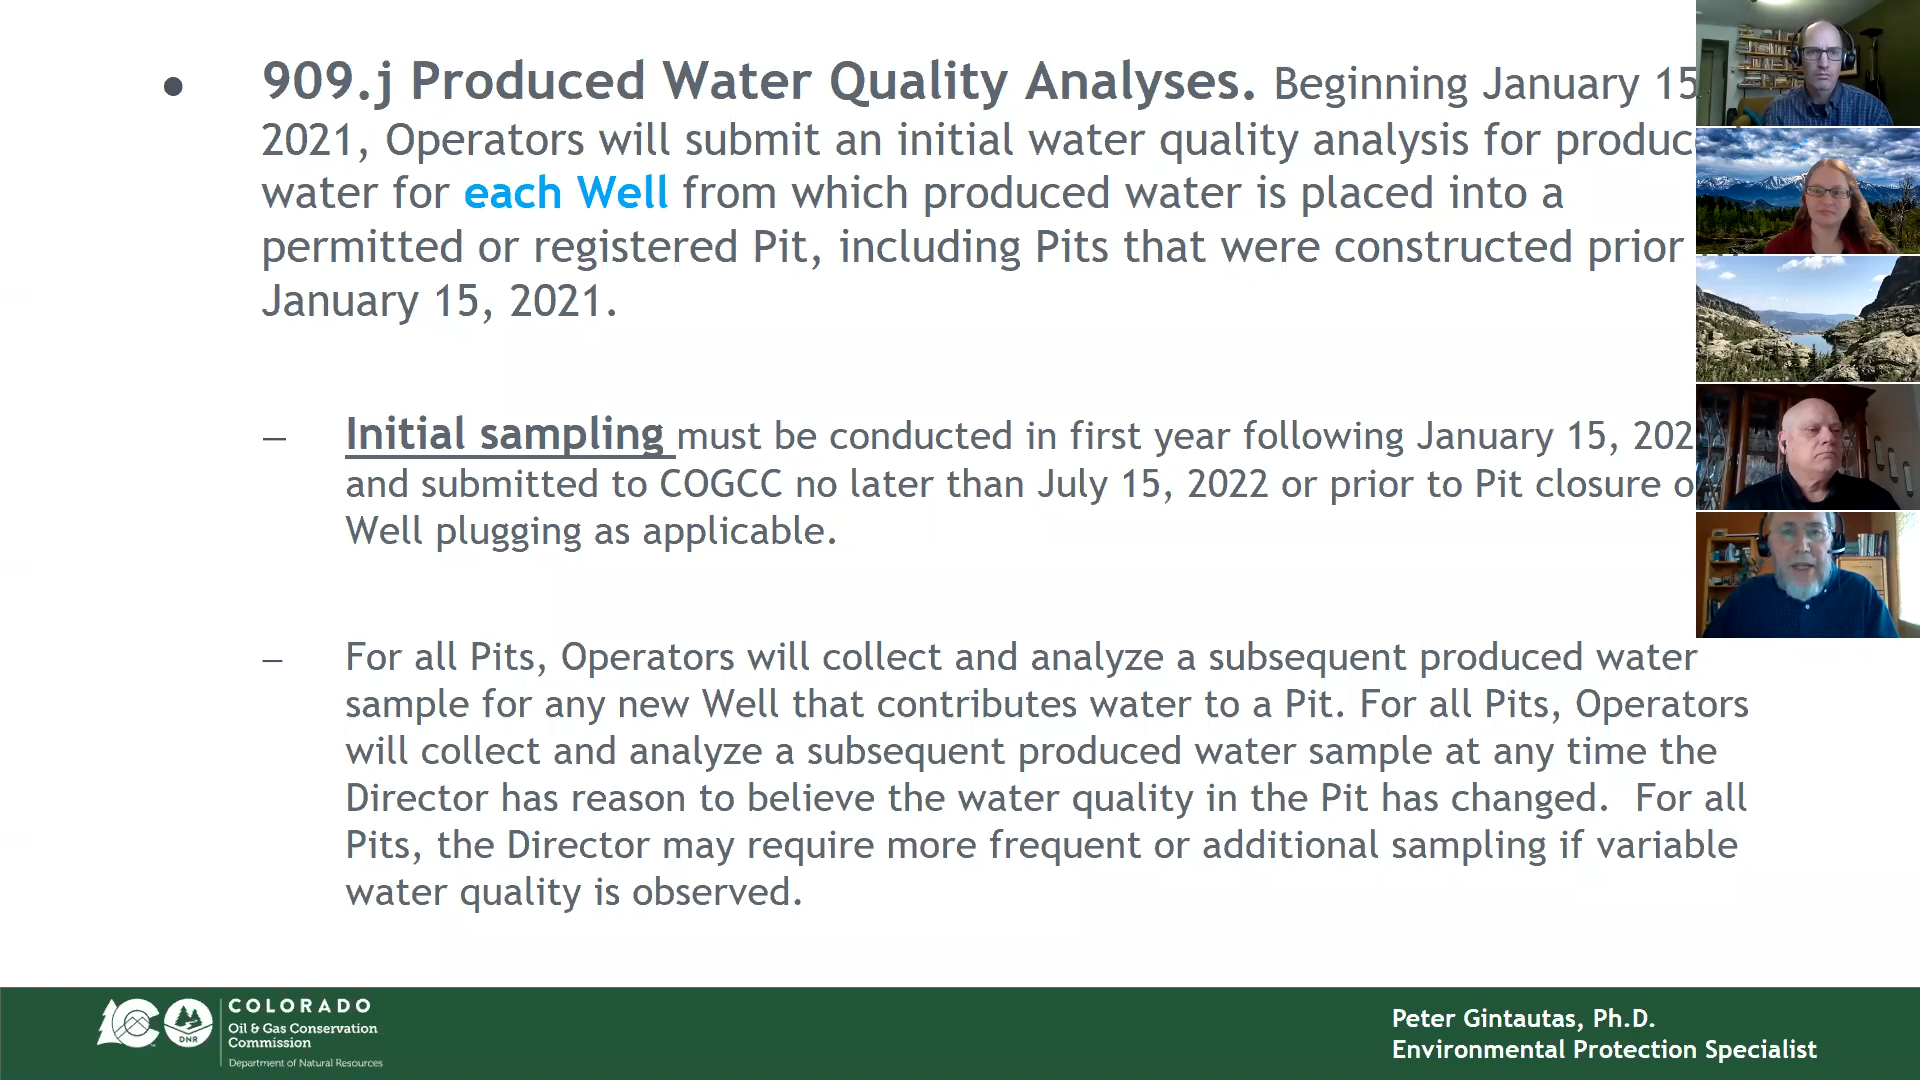 • 909.j Produced Water Quality Analyses. Beginning January 15
2021, Operators will submit an initial water quality analysis for produc
water for each Well from which produced water is placed into a
permitted or registered Pit, including Pits that were constructed prior
January 15, 2021.
– Initial sampling must be conducted in first year following January 15, 202
and submitted to COGCC no later than July 15, 2022 or prior to Pit closure o
Well plugging as applicable.
– For all Pits, Operators will collect and analyze a subsequent produced water
sample for any new Well that contributes water to a Pit. For all Pits, Operators
will collect and analyze a subsequent produced water sample at any time the
Director has reason to believe the water quality in the Pit has changed. For all
Pits, the Director may require more frequent or additional sampling if variable
water quality is observed.
DNR
COLORADO
Oil & Gas Conservation
Commission
Department of Natural Resources
Peter Gintautas, Ph.D.
Environmental Protection Specialist